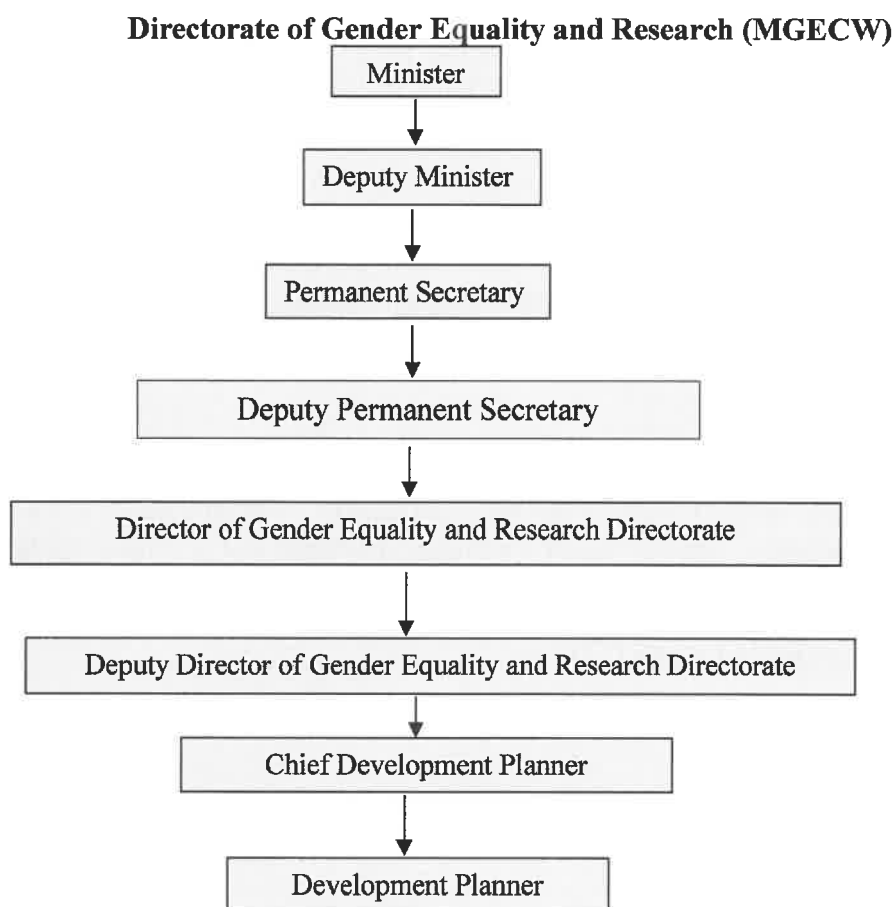 Directorate of Gender Equality and Research (MGECW)
Minister
Deputy Minister
Permanent Secretary
Deputy Permanent Secretary
Director of Gender Equality and Research Directorate
Deputy Director of Gender Equality and Research Directorate
Chief Development Planner
Development Planner